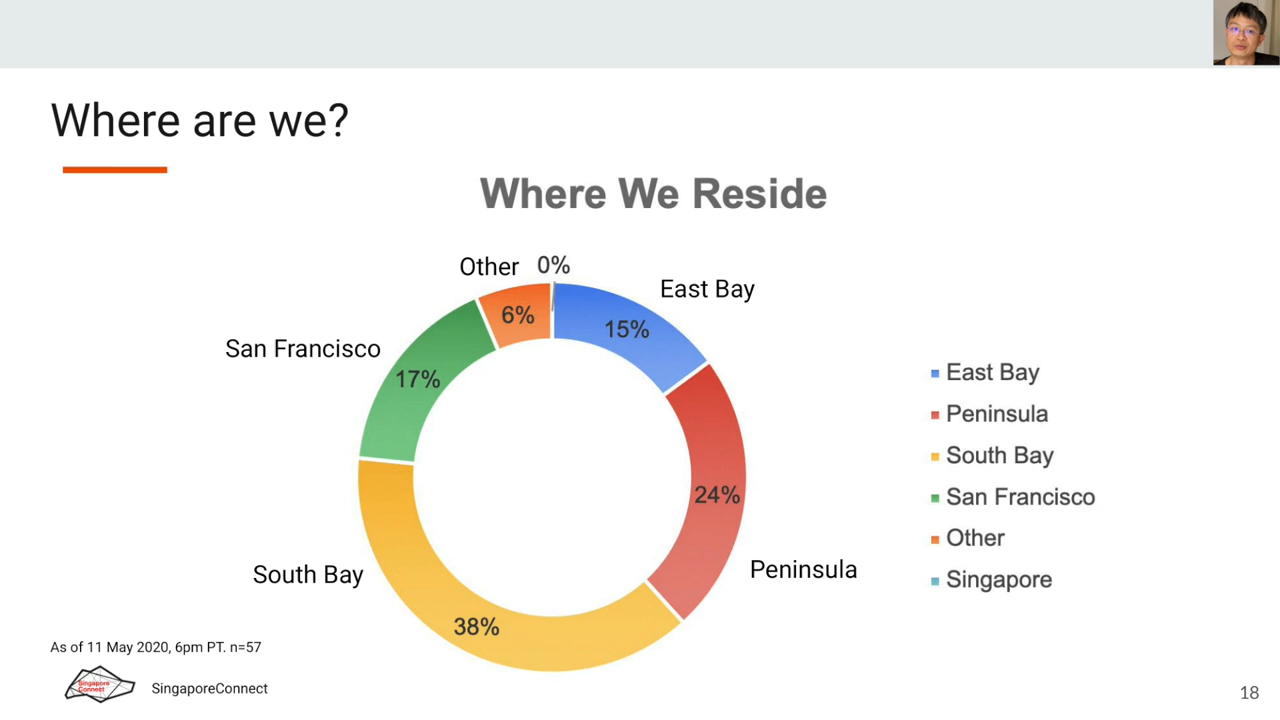 Where are we?
Where We Reside
Other 0%
East Bay
6%
15%
San Francisco
17%
East Bay
Peninsula
South Bay
San Francisco
24%
Other
Peninsula
South Bay
Singapore
38%
As of 11 May 2020, 6pm PT. n=57
Singapore
Connect
SingaporeConnect
18